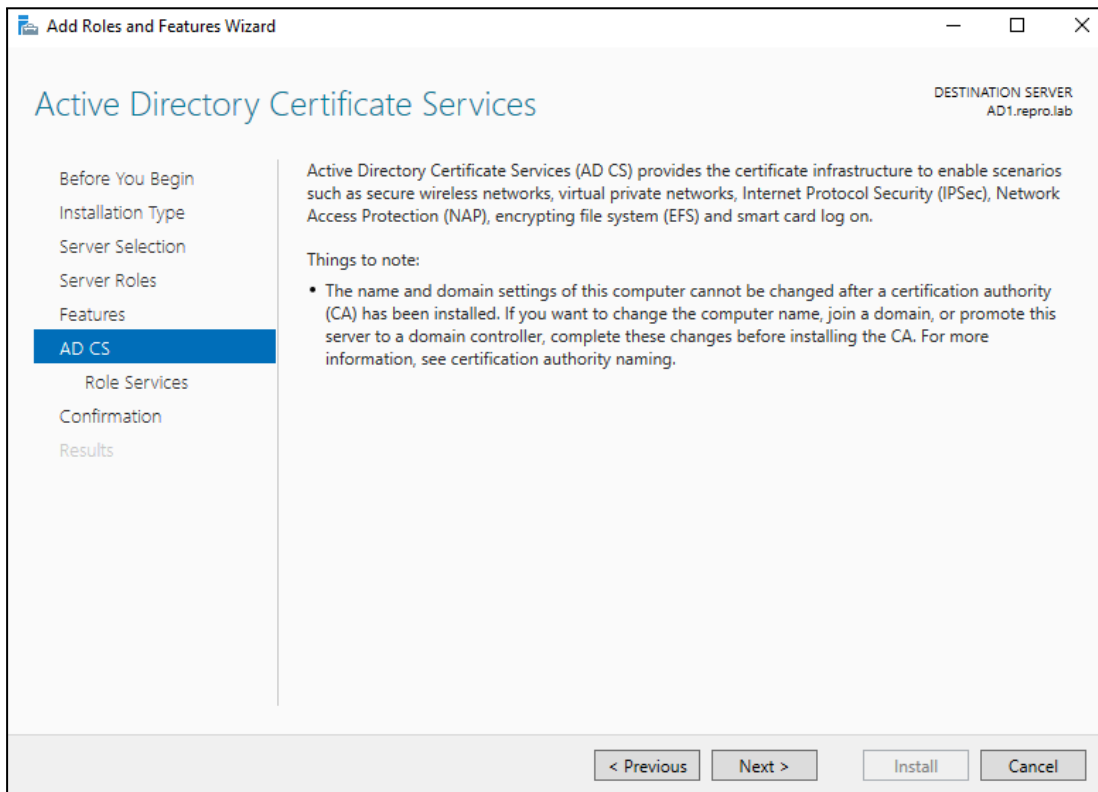 Add Roles and Features Wizard
Active Directory Certificate Services
DESTINATION SERVER
AD1.repro.lab
Before You Begin
Installation Type
Server Selection
Server Roles
Features
AD CS
Role Services
Confirmation
Results
Active Directory Certificate Services (AD CS) provides the certificate infrastructure to enable scenarios
such as secure wireless networks, virtual private networks, Internet Protocol Security (IPSec), Network
Access Protection (NAP), encrypting file system (EFS) and smart card log on.
Things to note:
• The name and domain settings of this computer cannot be changed after a certification authority
(CA) has been installed. If you want to change the computer name, join a domain, or promote this
server to a domain controller, complete these changes before installing the CA. For more
information, see certification authority naming.
< Previous
Next >
Install
Cancel